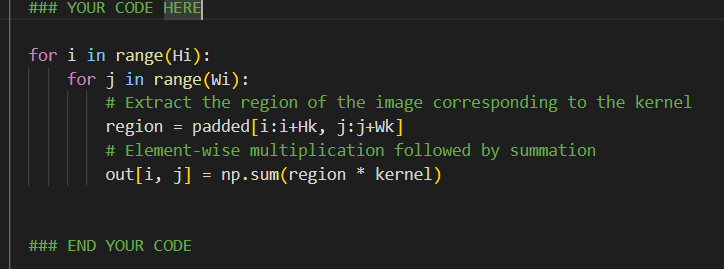 ### YOUR CODE HERE
for i in range(Hi):
for j in range(Wi):
# Extract the region of the image corresponding to the kernel
region = padded[i:i+Hk, j:j+Wk]
# Element-wise multiplication followed by summation
out[i, j] = np.sum(region * kernel)
### END YOUR CODE